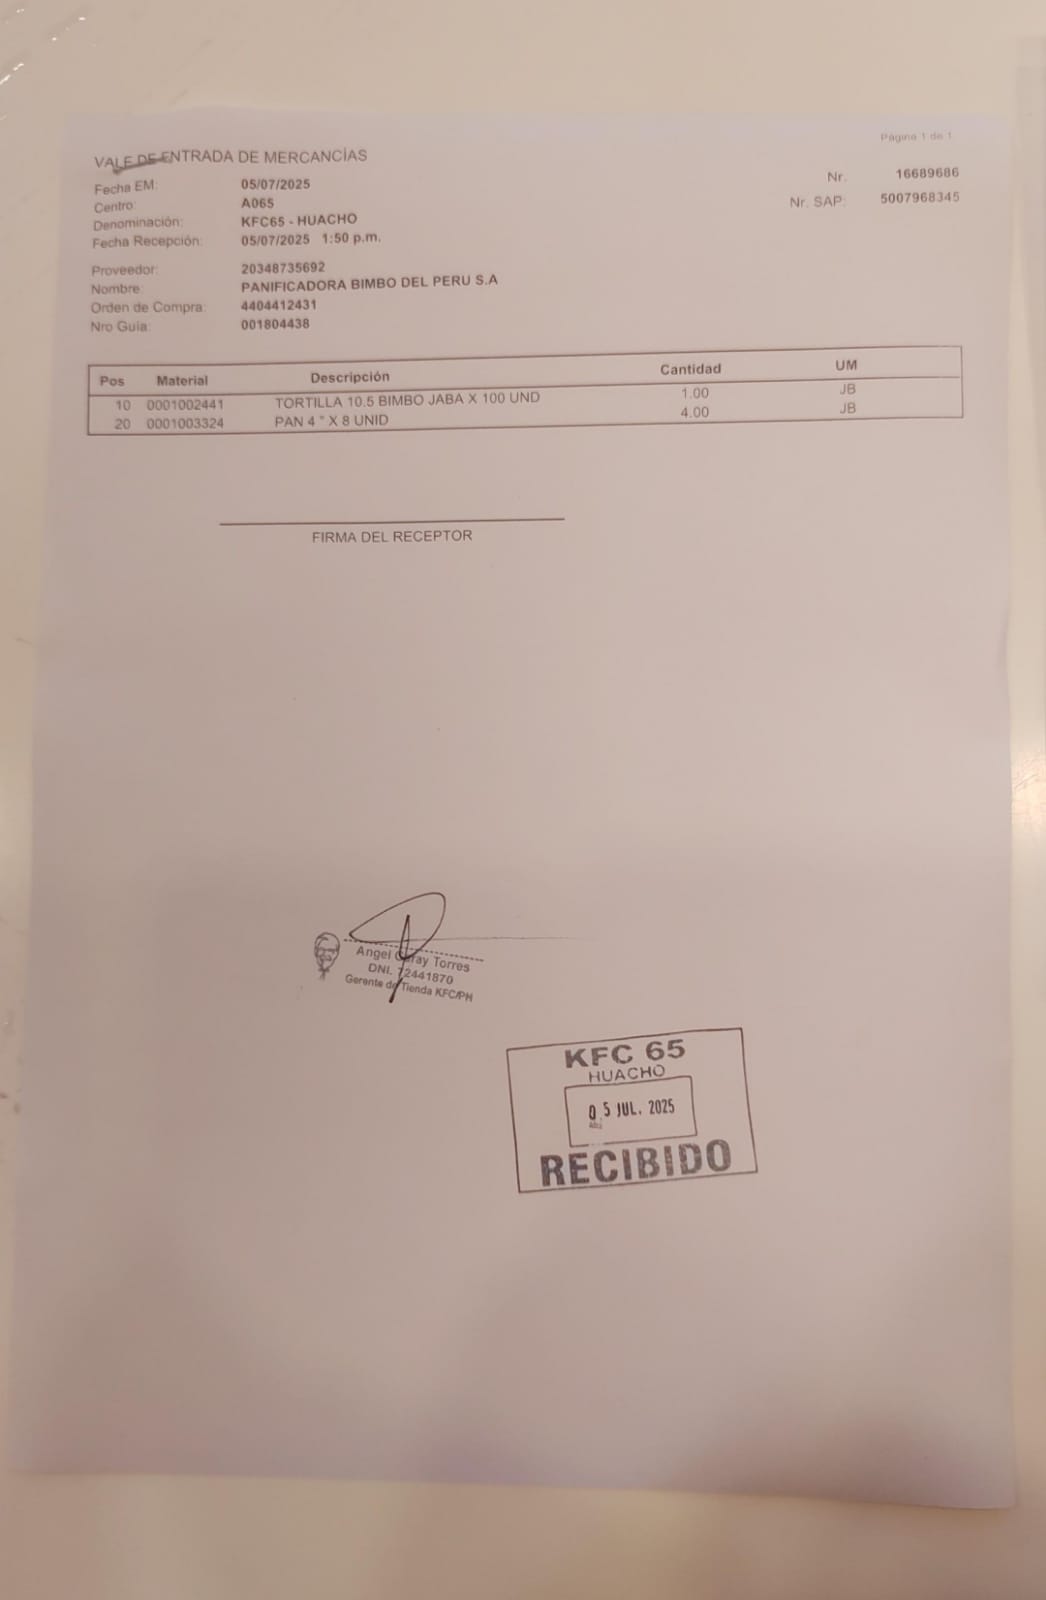 Página 1 de 1
VALE DE ENTRADA DE MERCANCÍAS
Nr. 16689686
Nr. SAP: 5007968345
Fecha EM: 05/07/2025
Centro: A065
Denominación: KFC65 - HUACHO
Fecha Recepción: 05/07/2025 1:50 p.m.
Proveedor: 20348735692
Nombre: PANIFICADORA BIMBO DEL PERU S.A
Orden de Compra: 4404412431
Nro Guia: 001804438
Pos Material Descripción Cantidad UM
10 0001002441 TORTILLA 10.5 BIMBO JABA X 100 UND 1.00 JB
20 0001003324 PAN 4 " X 8 UNID 4.00 JB
FIRMA DEL RECEPTOR
Angel Torres
DNI. 72441870
Gerente de Tienda KFC/PH
KFC 65
HUACHO
05 JUL. 2025
RECIBIDO